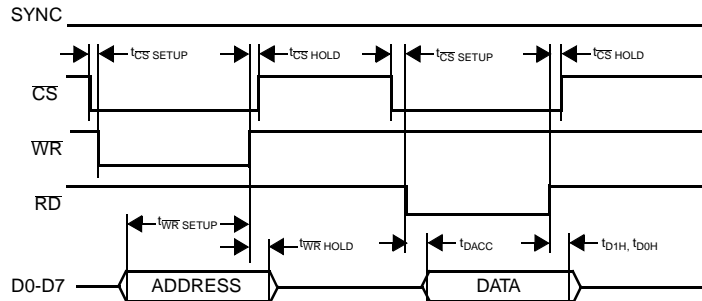 SYNC
tCS SETUP tCS HOLD tCS SETUP tCS HOLD
CS
WR
RD
tWR SETUP
tWR HOLD tDACC tD1H, tD0H
D0-D7 ADDRESS DATA